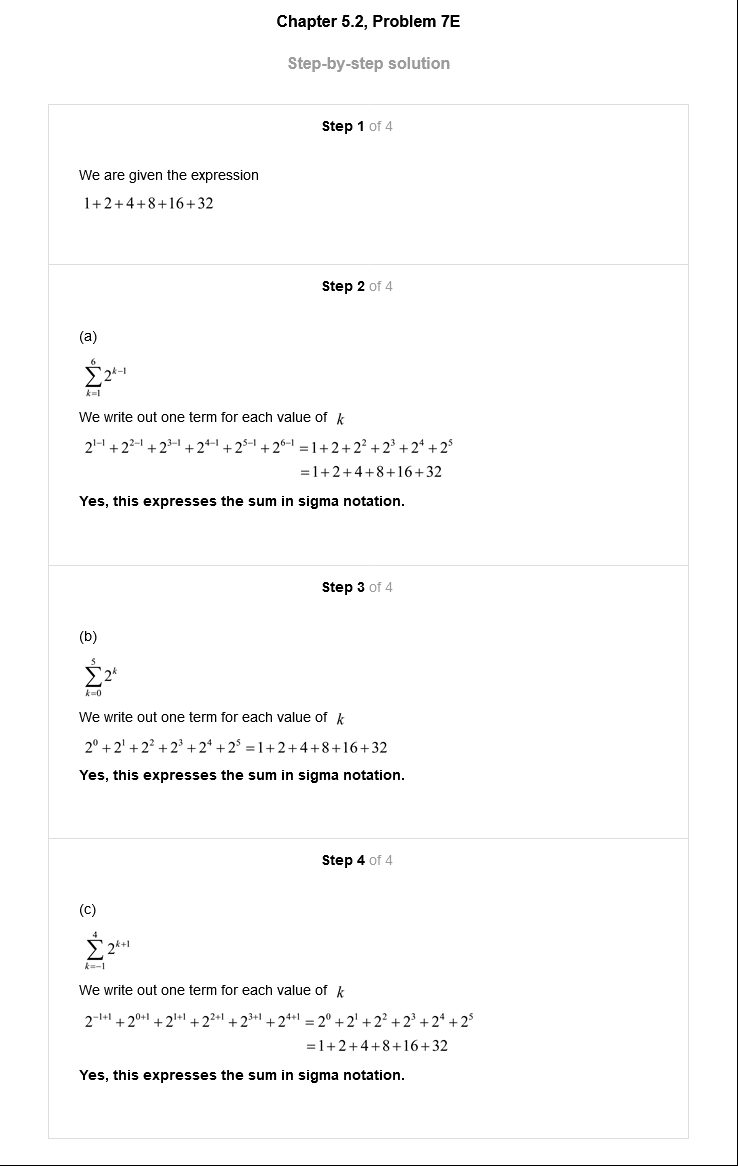 Chapter 5.2, Problem 7E
Step-by-step solution
Step 1 of 4
We are given the expression
1+2+4+8+16+32
Step 2 of 4
(a)
∑_{k=1}^{6} 2^{k−1}
We write out one term for each value of k
2^{1−1} + 2^{2−1} + 2^{3−1} + 2^{4−1} + 2^{5−1} + 2^{6−1} = 1+2+2^2+2^3+2^4+2^5
=1+2+4+8+16+32
Yes, this expresses the sum in sigma notation.
Step 3 of 4
(b)
∑_{k=0}^{5} 2^k
We write out one term for each value of k
2^0 + 2^1 + 2^2 + 2^3 + 2^4 + 2^5 = 1+2+4+8+16+32
Yes, this expresses the sum in sigma notation.
Step 4 of 4
(c)
∑_{k=−1}^{4} 2^{k+1}
We write out one term for each value of k
2^{−1+1} + 2^{0+1} + 2^{1+1} + 2^{2+1} + 2^{3+1} + 2^{4+1} = 2^0 + 2^1 + 2^2 + 2^3 + 2^4 + 2^5
=1+2+4+8+16+32
Yes, this expresses the sum in sigma notation.